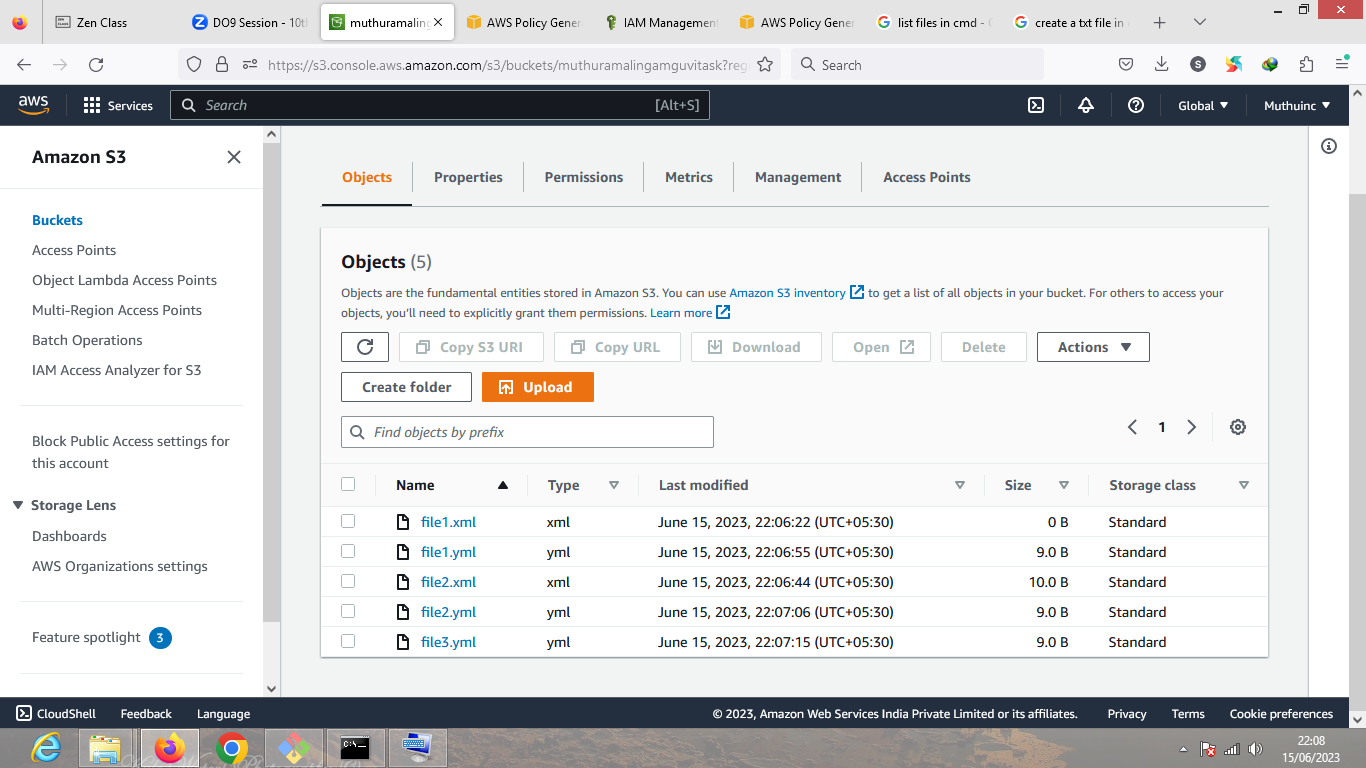 Zen Class
DO9 Session - 10th
muthuramaling
AWS Policy Gener
IAM Management
AWS Policy Gener
list files in cmd - G
create a txt file in c
https://s3.console.aws.amazon.com/s3/buckets/muthuramalingamguvitask?reg
Search
S
aws
Services
Search
[Alt+S]
Global
Muthuinc
Amazon S3
Buckets
Access Points
Object Lambda Access Points
Multi-Region Access Points
Batch Operations
IAM Access Analyzer for S3
Block Public Access settings for
this account
Storage Lens
Dashboards
AWS Organizations settings
Feature spotlight 3
Objects
Properties
Permissions
Metrics
Management
Access Points
Objects (5)
Objects are the fundamental entities stored in Amazon S3. You can use Amazon S3 inventory to get a list of all objects in your bucket. For others to access your
objects, you'll need to explicitly grant them permissions. Learn more
Copy S3 URI
Copy URL
Download
Open
Delete
Actions
Create folder
Upload
Find objects by prefix
1
Name Type Last modified Size Storage class
file1.xml xml June 15, 2023, 22:06:22 (UTC+05:30) 0 B Standard
file1.yml yml June 15, 2023, 22:06:55 (UTC+05:30) 9.0 B Standard
file2.xml xml June 15, 2023, 22:06:44 (UTC+05:30) 10.0 B Standard
file2.yml yml June 15, 2023, 22:07:06 (UTC+05:30) 9.0 B Standard
file3.yml yml June 15, 2023, 22:07:15 (UTC+05:30) 9.0 B Standard
CloudShell
Feedback
Language
© 2023, Amazon Web Services India Private Limited or its affiliates.
Privacy
Terms
Cookie preferences
22:08
15/06/2023